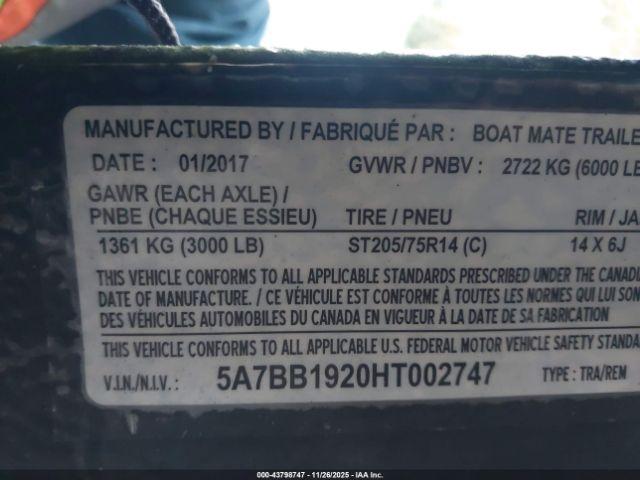 MANUFACTURED BY / FABRIQUÉ PAR : BOAT MATE TRAILE
DATE : 01/2017 GVWR / PNBV : 2722 KG (6000 LB
GAWR (EACH AXLE) /
PNBE (CHAQUE ESSIEU) TIRE / PNEU RIM / JA
1361 KG (3000 LB) ST205/75R14 (C) 14 X 6J
THIS VEHICLE CONFORMS TO ALL APPLICABLE STANDARDS PRESCRIBED UNDER THE CANADI
DATE OF MANUFACTURE. / CE VÉHICULE EST CONFORME À TOUTES LES NORMES QUI LUI SON
DES VÉHICULES AUTOMOBILES DU CANADA EN VIGUEUR À LA DATE DE SA FABRICATION
THIS VEHICLE CONFORMS TO ALL APPLICABLE U.S. FEDERAL MOTOR VEHICLE SAFETY STANDA
V.I.N./N.I.V. : 5A7BB1920HT002747 TYPE : TRA/REM
000-43798747 - 11/26/2025 - IAA Inc.